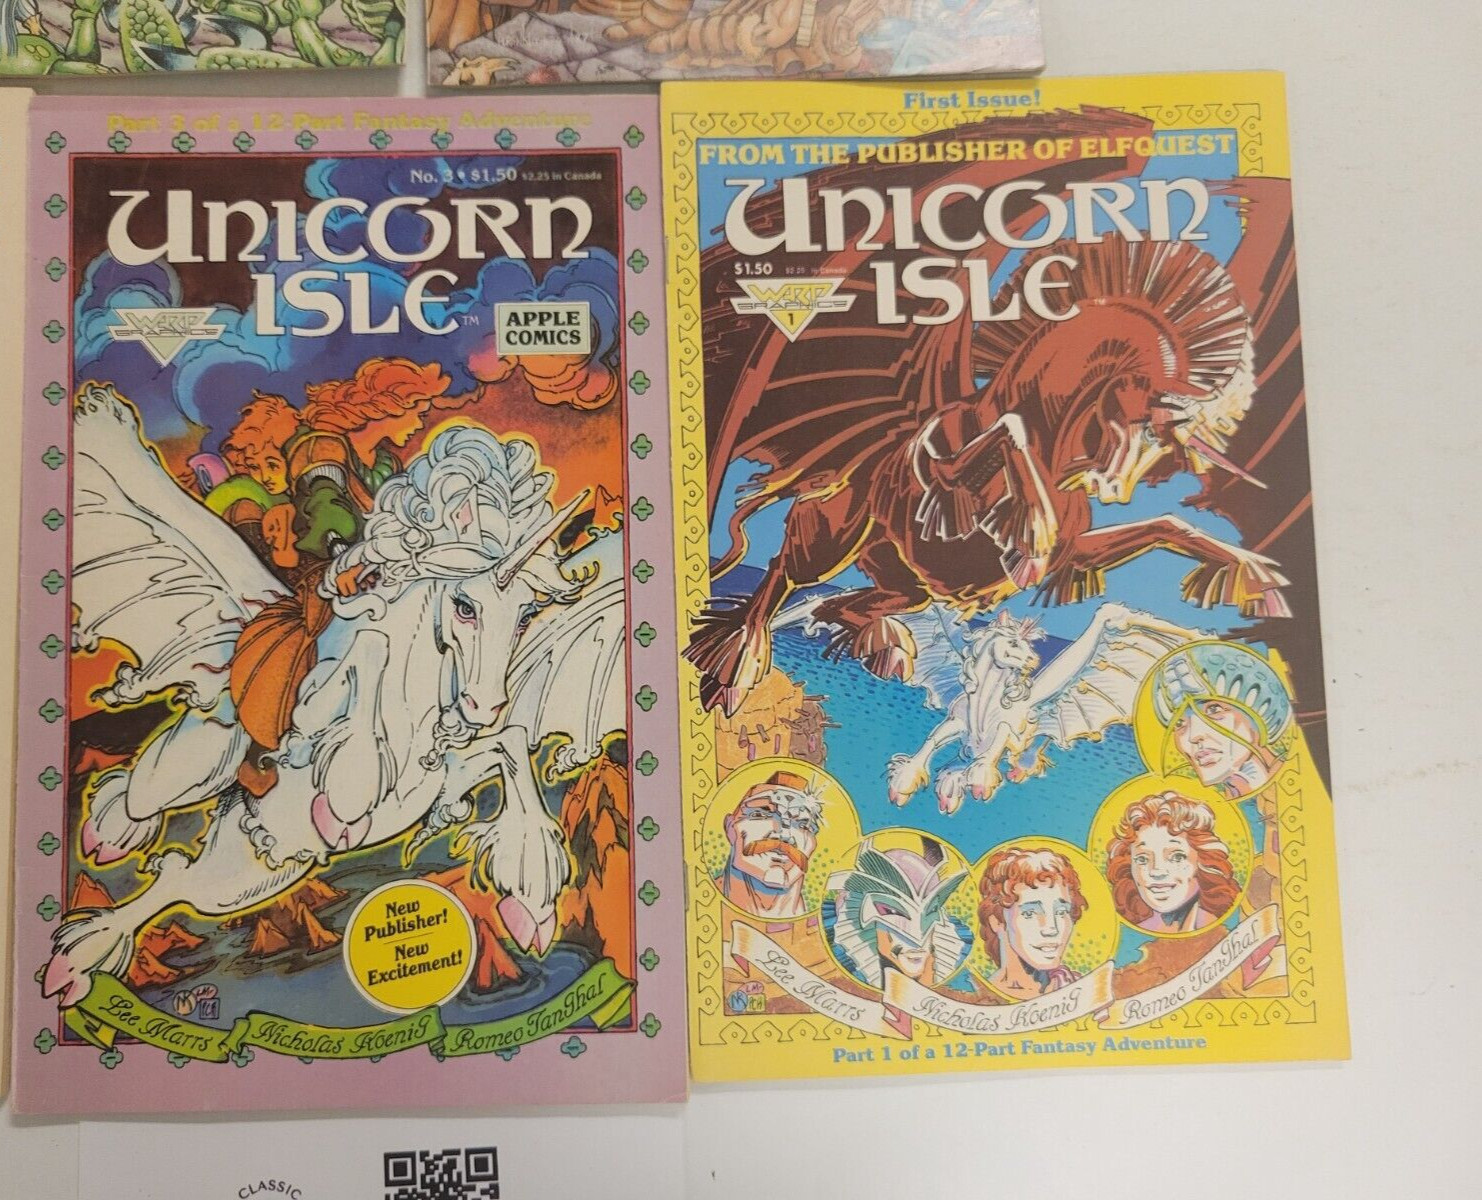 Part 3 of a 12-Part Fantasy Adventure
No. 3 • $1.50 $2.25 in Canada
UNICORN
ISLE™
WARP
GRAPHICS
APPLE
COMICS
New
Publisher!
New
Excitement!
Lee Marrs
Nicholas Koenig
Romeo Tanghal
First Issue!
FROM THE PUBLISHER OF ELFQUEST
UNICORN
ISLE™
$1.50 $2.25 in Canada
WARP
GRAPHICS
1
Lee Marrs
Nicholas Koenig
Romeo Tanghal
Part 1 of a 12-Part Fantasy Adventure
CLASSIC